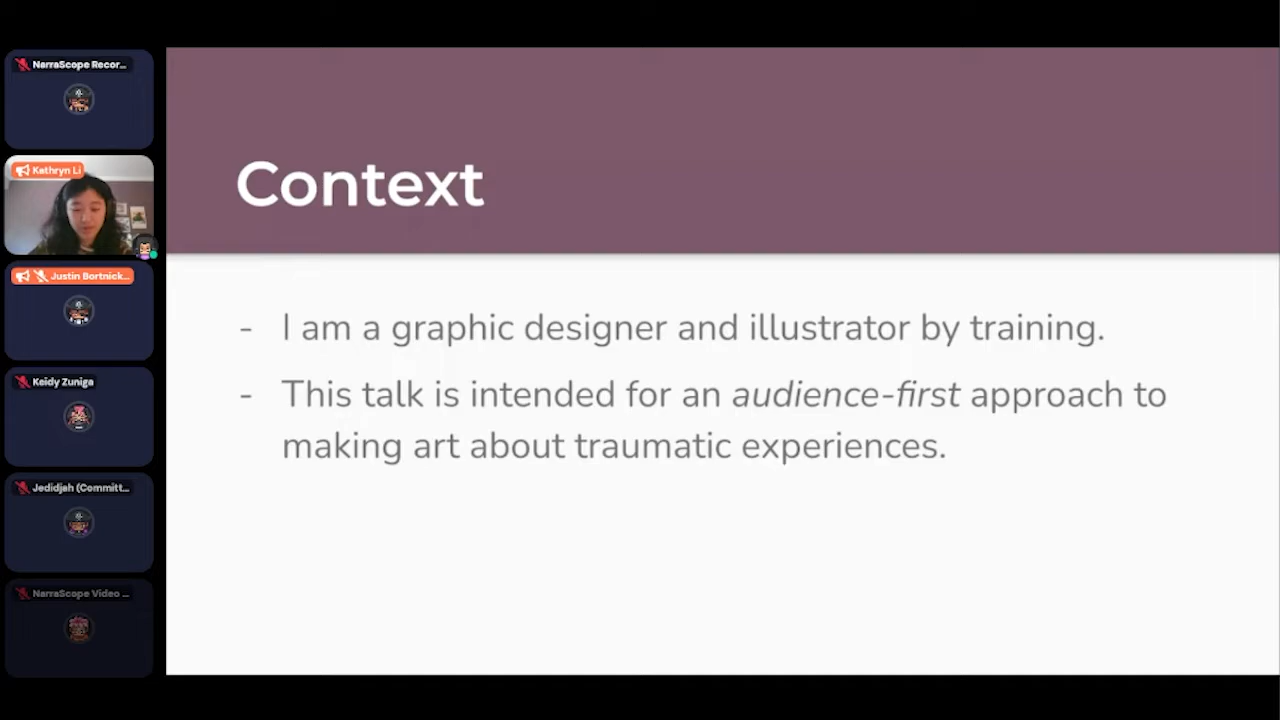 NarraScope Recor...
Kathryn Li
Justin Bortnick...
Keidy Zuniga
Jedidjah (Committ...
NarraScope Video ...
Context
- I am a graphic designer and illustrator by training.
- This talk is intended for an audience-first approach to
making art about traumatic experiences.